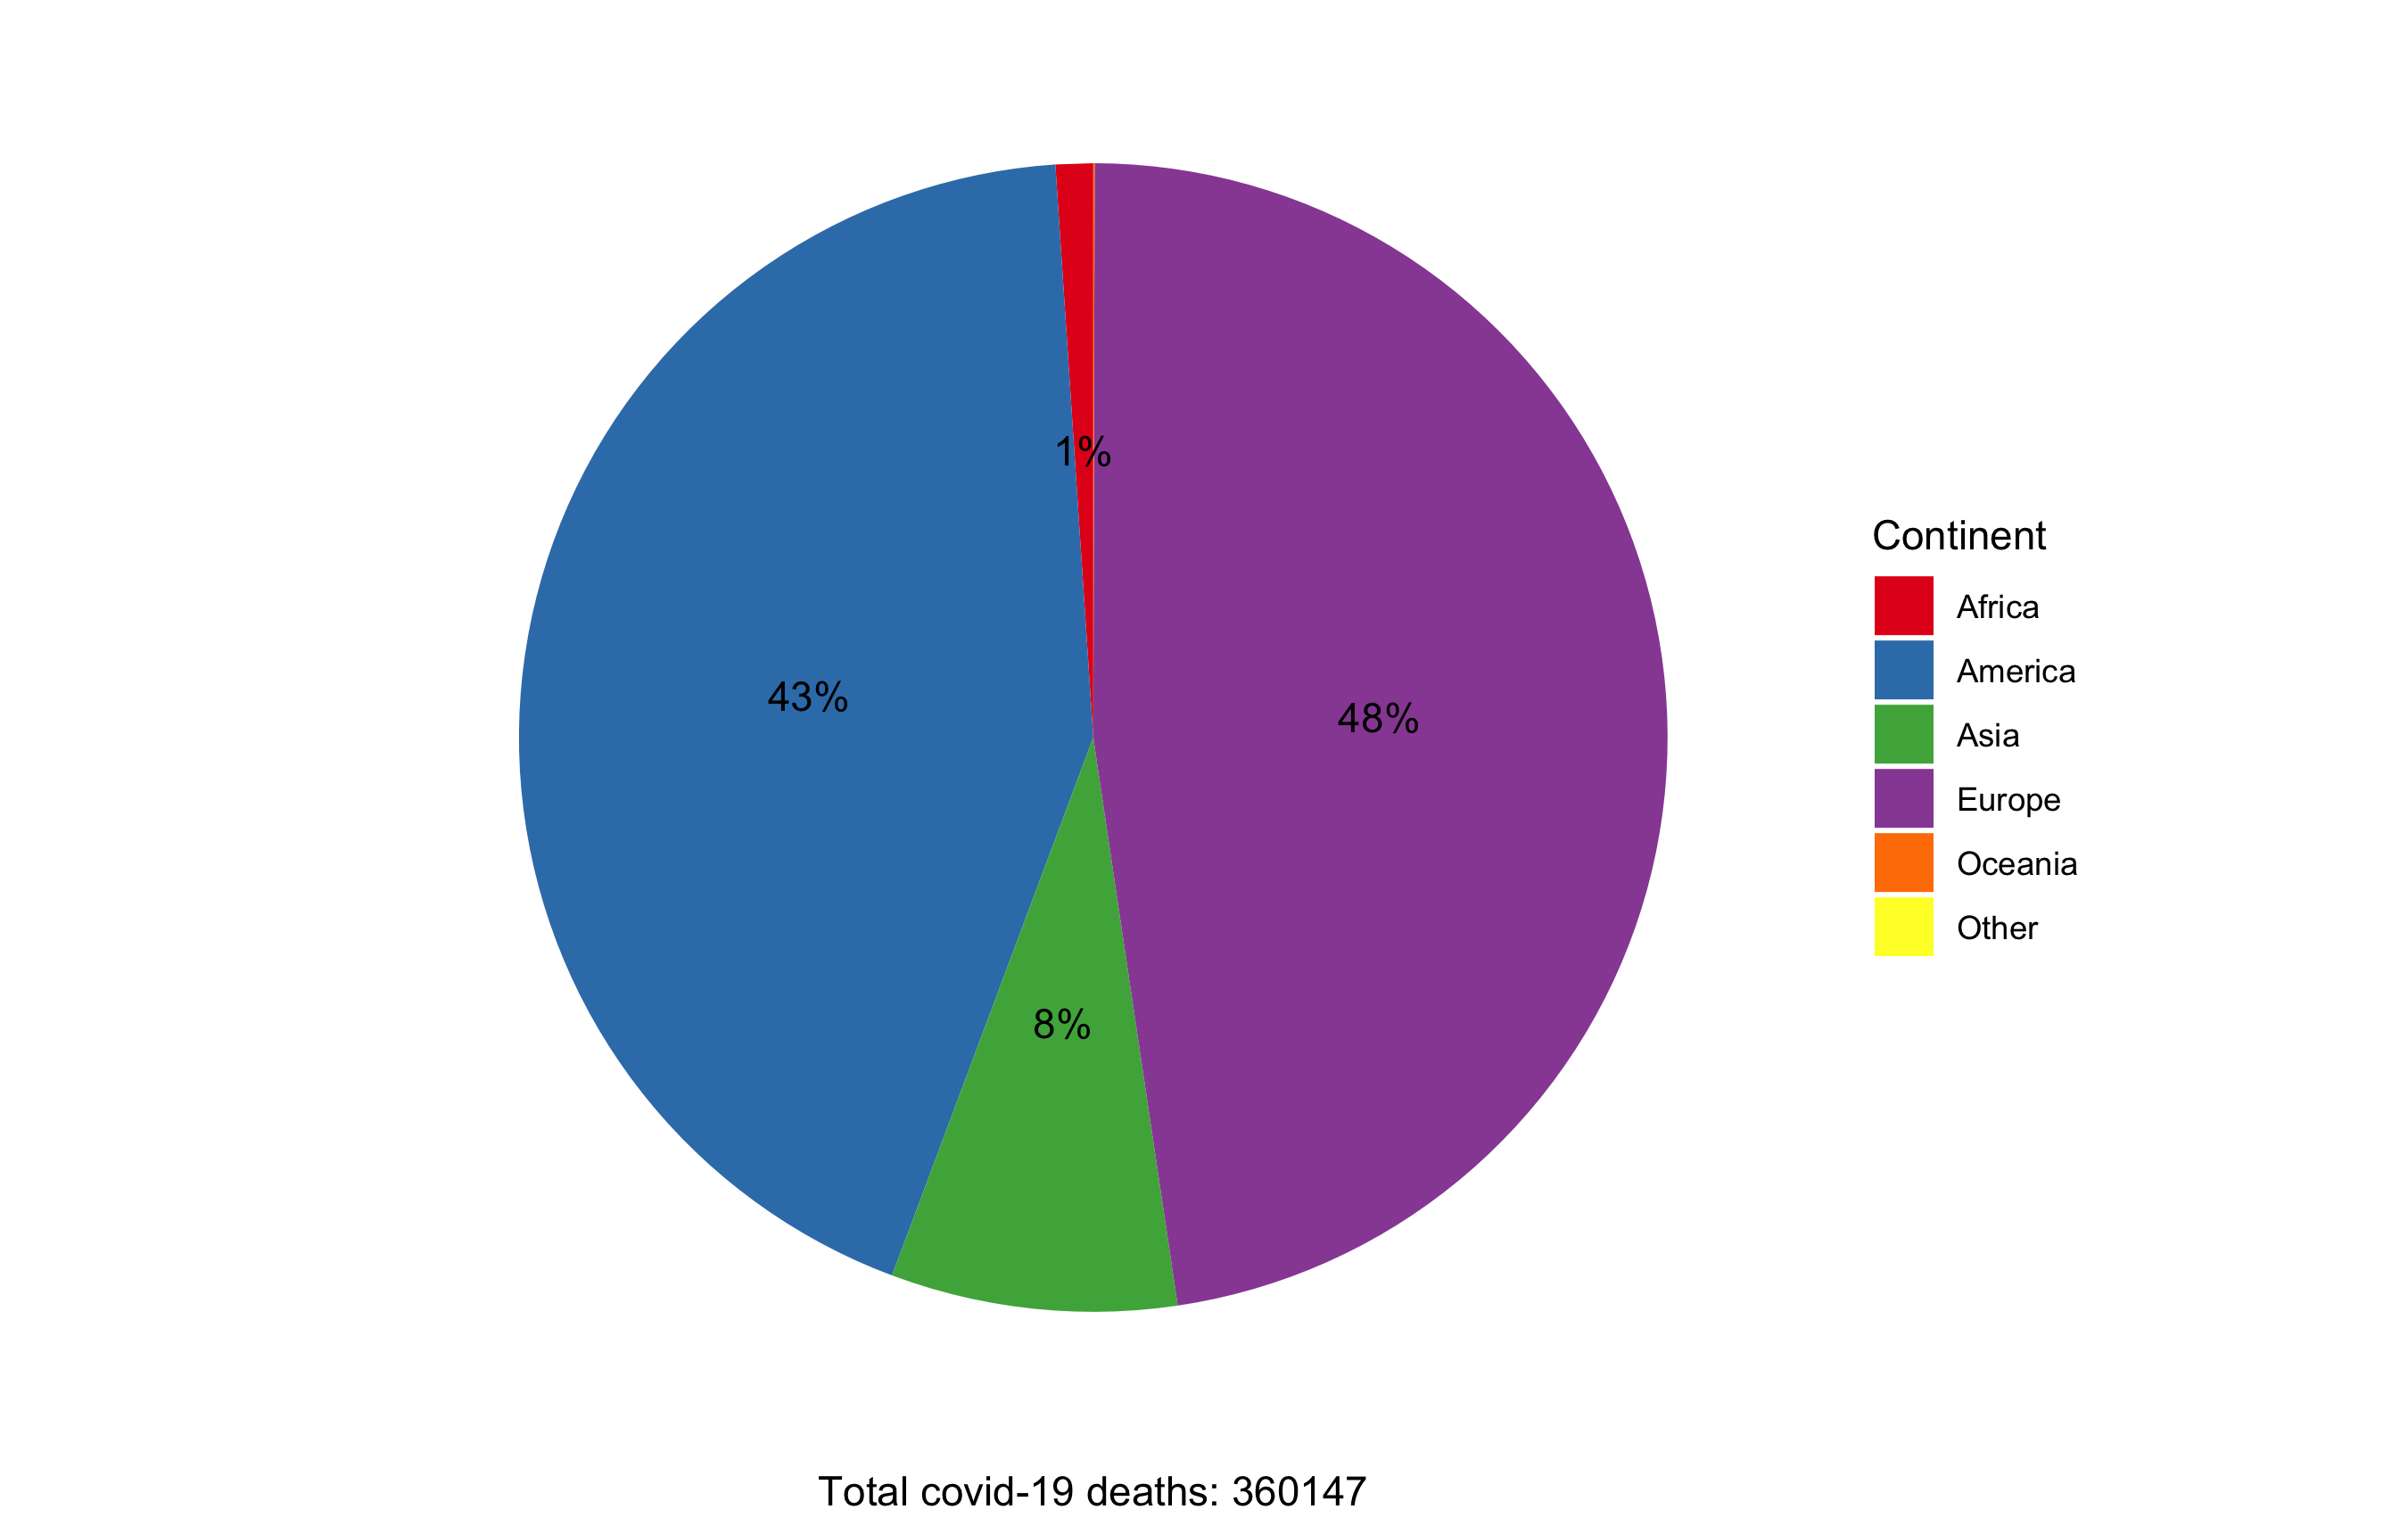 1%
43%
48%
8%
Continent
Africa
America
Asia
Europe
Oceania
Other
Total covid-19 deaths: 360147